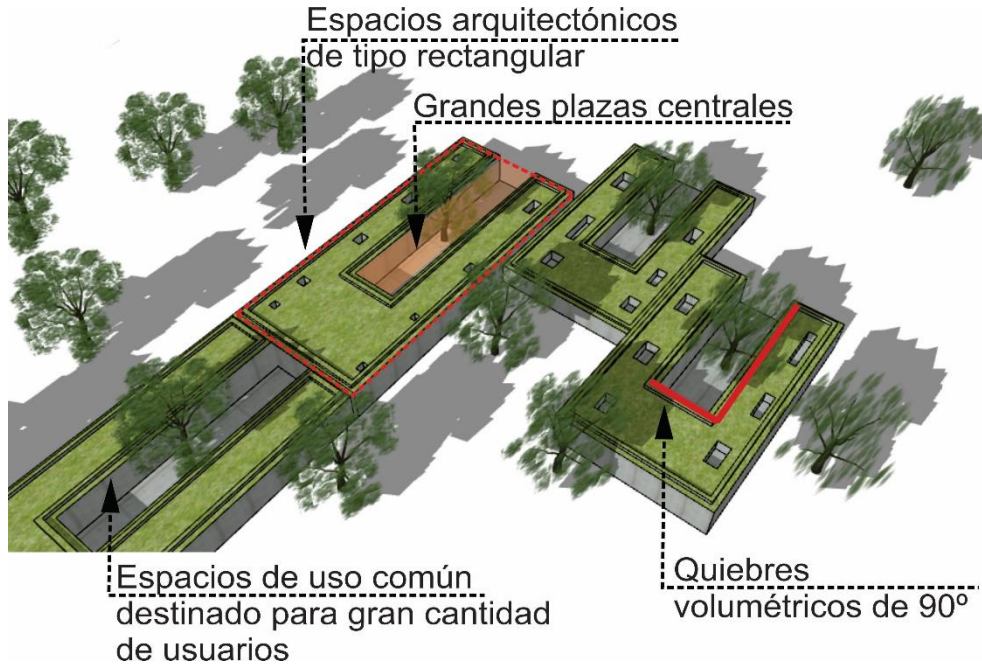 Espacios arquitectónicos
de tipo rectangular
Grandes plazas centrales
Espacios de uso común
destinado para gran cantidad
de usuarios
Quiebres
volumétricos de 90º